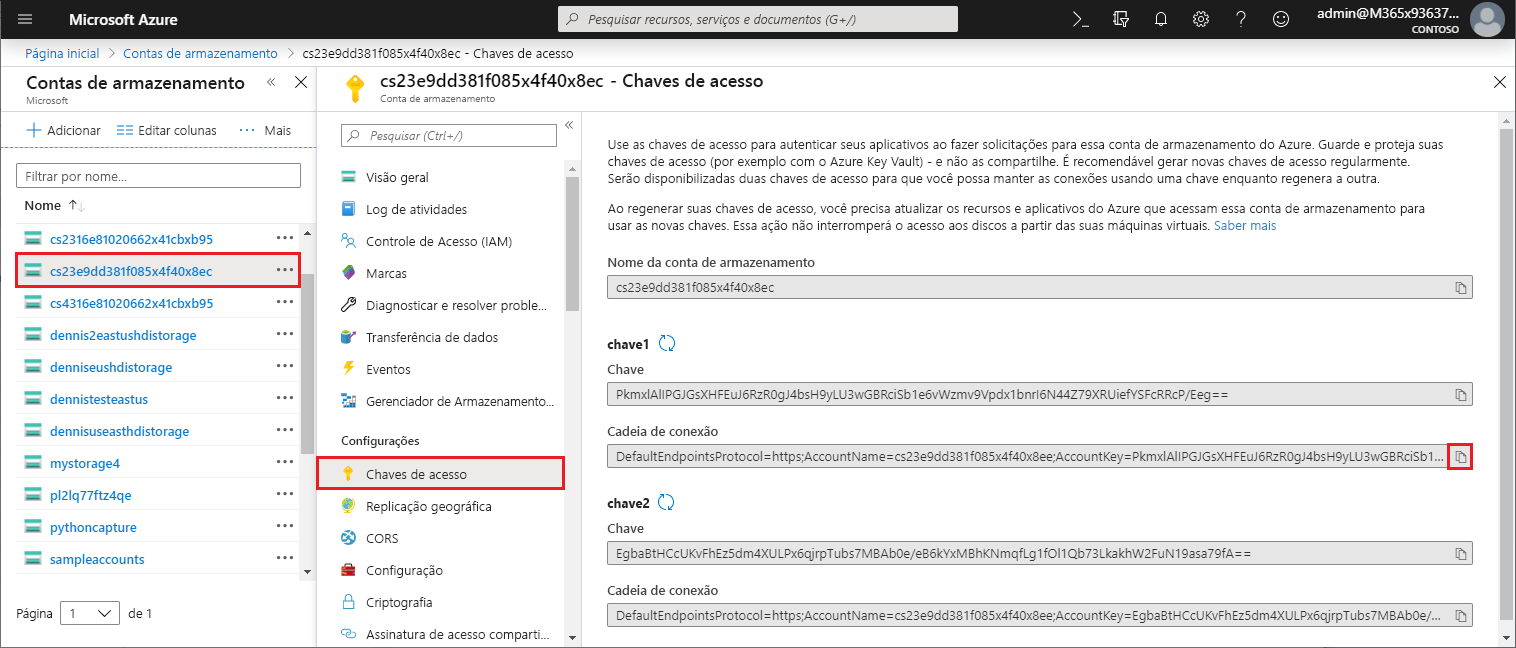 Microsoft Azure
Pesquisar recursos, serviços e documentos (G+/)
admin@M365x93637...
CONTOSO
Página inicial > Contas de armazenamento > cs23e9dd381f085x4f40x8ec - Chaves de acesso
Contas de armazenamento
Microsoft
Adicionar
Editar colunas
Mais
Filtrar por nome...
Nome
cs2316e81020662x41cbxb95
cs23e9dd381f085x4f40x8ec
cs4316e81020662x41cbxb95
dennis2eastushdistorage
denniseushdistorage
dennistesteastus
dennisuseasthdistorage
mystorage4
pl2lq77ftz4qe
pythoncapture
sampleaccounts
Página 1 de 1
cs23e9dd381f085x4f40x8ec - Chaves de acesso
Conta de armazenamento
Pesquisar (Ctrl+/)
Visão geral
Log de atividades
Controle de Acesso (IAM)
Marcas
Diagnosticar e resolver proble...
Transferência de dados
Eventos
Gerenciador de Armazenamento...
Configurações
Chaves de acesso
Replicação geográfica
CORS
Configuração
Criptografia
Assinatura de acesso comparti...
Use as chaves de acesso para autenticar seus aplicativos ao fazer solicitações para essa conta de armazenamento do Azure. Guarde e proteja suas
chaves de acesso (por exemplo com o Azure Key Vault) - e não as compartilhe. É recomendável gerar novas chaves de acesso regularmente.
Serão disponibilizadas duas chaves de acesso para que você possa manter as conexões usando uma chave enquanto regenera a outra.
Ao regenerar suas chaves de acesso, você precisa atualizar os recursos e aplicativos do Azure que acessam essa conta de armazenamento para
usar as novas chaves. Essa ação não interromperá o acesso aos discos a partir das suas máquinas virtuais. Saber mais
Nome da conta de armazenamento
cs23e9dd381f085x4f40x8ec
chave1
Chave
PkmxlAlIPGJGsXHFEuJ6RzR0gJ4bsH9yLU3wGBRciSb1e6vWzmv9Vpdx1bnrI6N44Z79XRUiefYSFcRRcP/Eeg==
Cadeia de conexão
DefaultEndpointsProtocol=https;AccountName=cs23e9dd381f085x4f40x8ee;AccountKey=PkmxlAlIPGJGsXHFEuJ6RzR0gJ4bsH9yLU3wGBRciSb1...
chave2
Chave
EgbaBtHCcUKvFhEz5dm4XULPx6qjrpTubs7MBAb0e/eB6kYxMBhKNmqfLg1fOl1Qb73LkakhW2FuN19asa79fA==
Cadeia de conexão
DefaultEndpointsProtocol=https;AccountName=cs23e9dd381f085x4f40x8ee;AccountKey=EgbaBtHCcUKvFhEz5dm4XULPx6qjrpTubs7MBAb0e/...